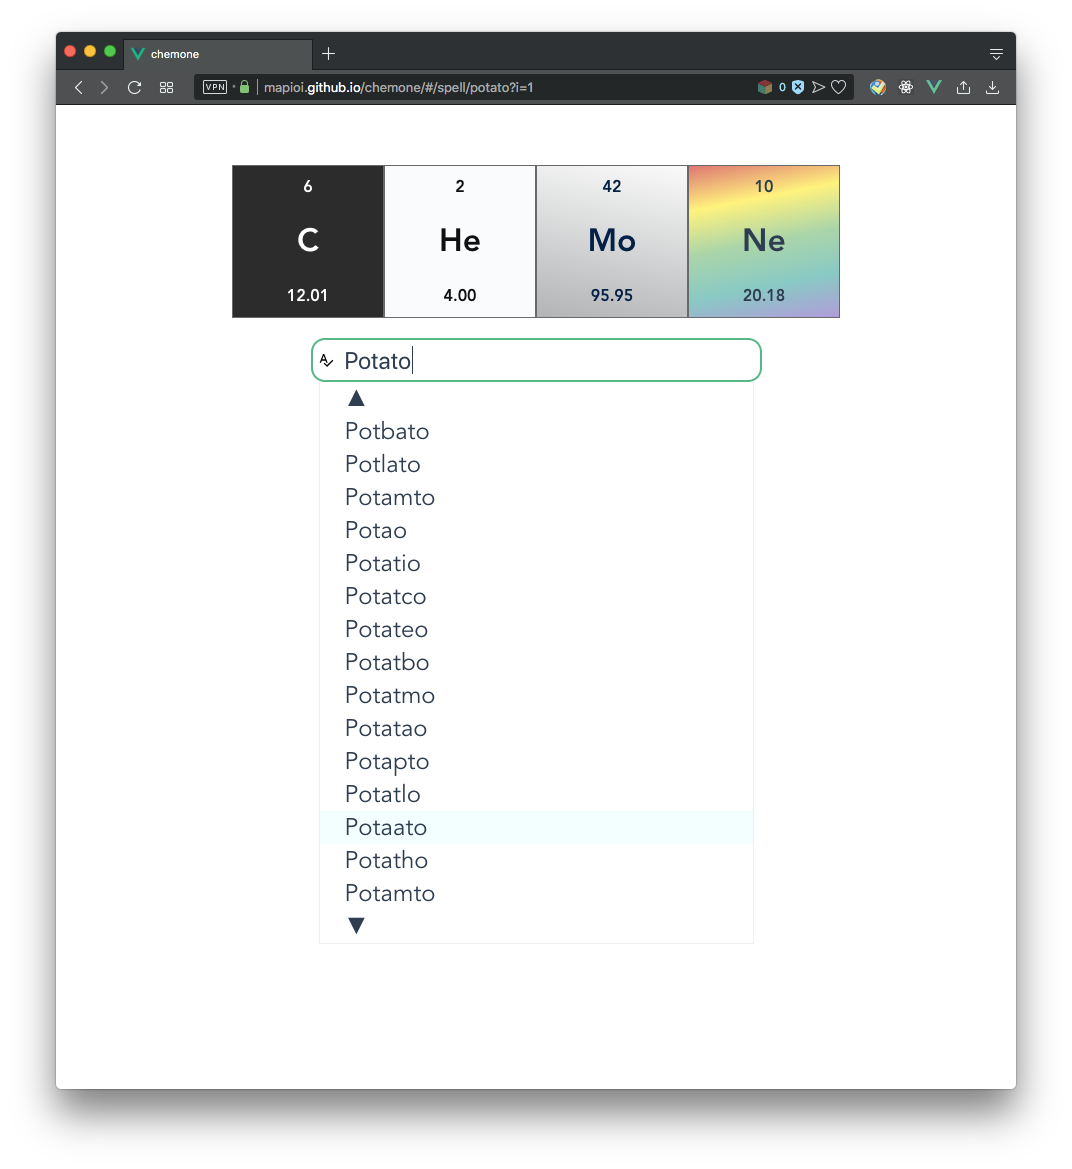 chemone
VPN mapioi.github.io/chemone/#/spell/potato?i=1 0
6 2 42 10
C He Mo Ne
12.01 4.00 95.95 20.18
Potato
Potbato
Potlato
Potamto
Potao
Potatio
Potatco
Potateo
Potatbo
Potatmo
Potatao
Potapto
Potatlo
Potaato
Potatho
Potamto